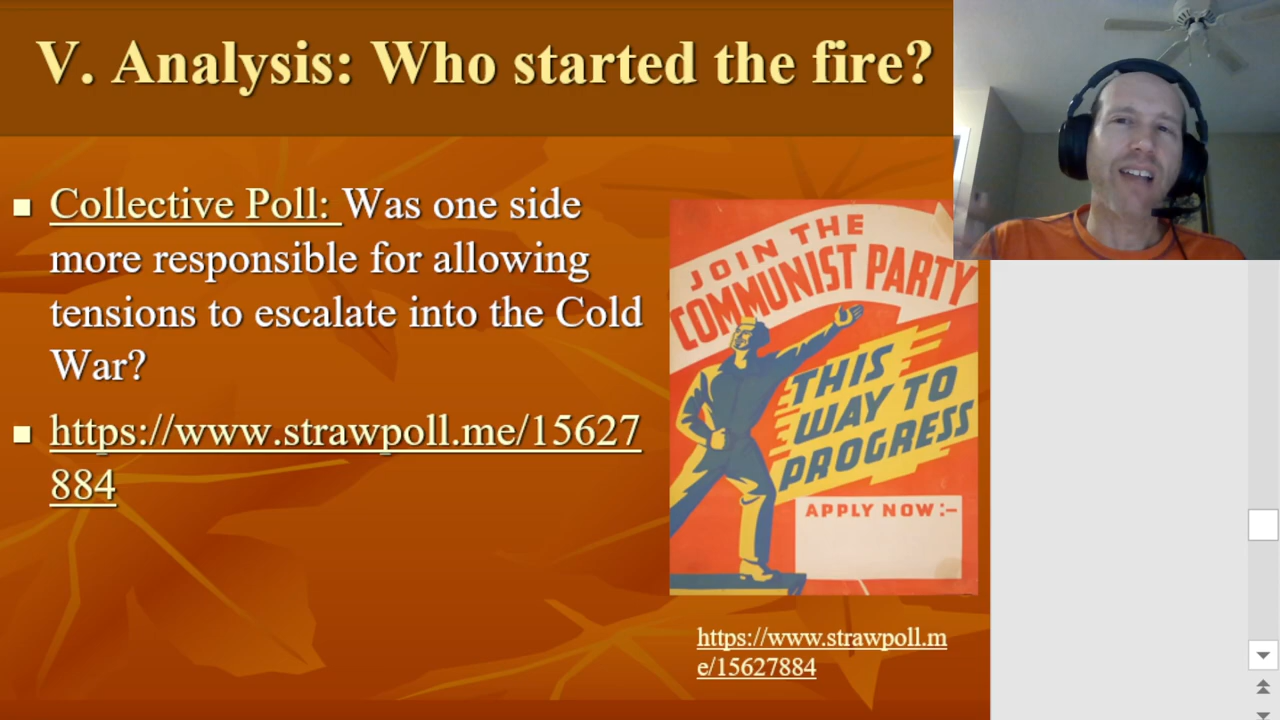 V. Analysis: Who started the fire?
Collective Poll: Was one side
more responsible for allowing
tensions to escalate into the Cold
War?
https://www.strawpoll.me/15627
884
JOIN THE
COMMUNIST PARTY
THIS
WAY TO
PROGRESS
APPLY NOW:-
https://www.strawpoll.m
e/15627884